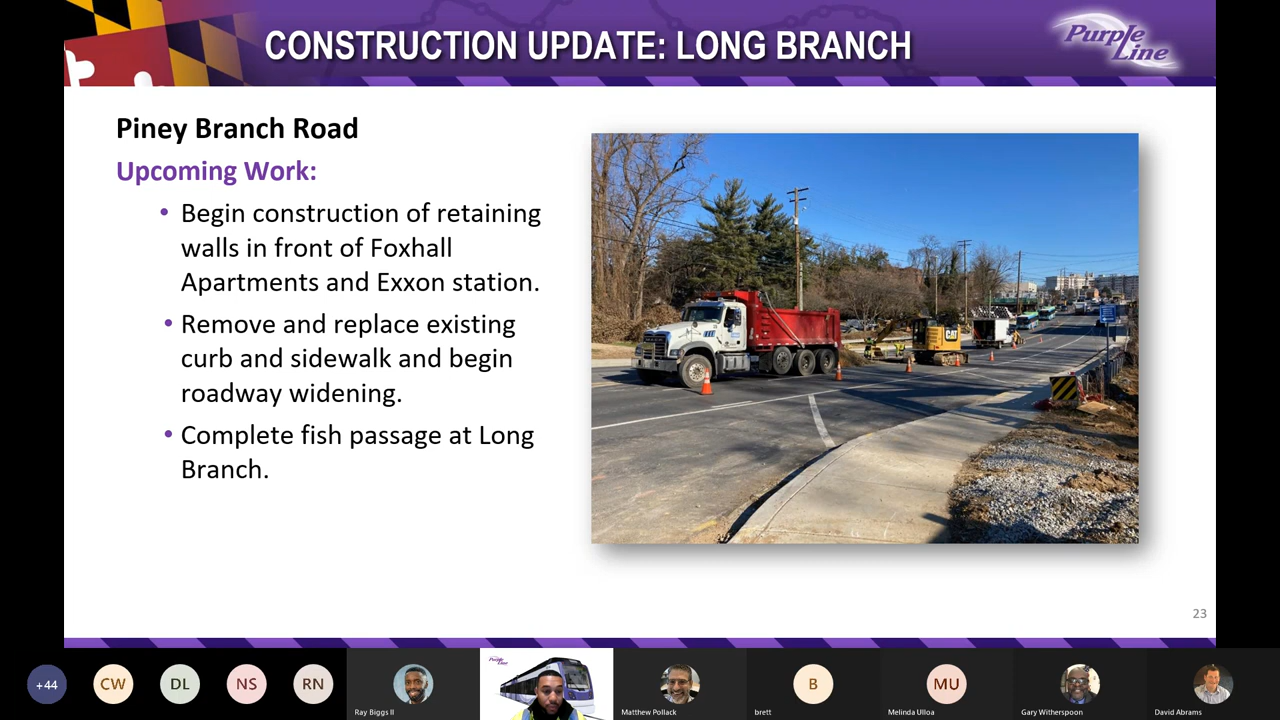 CONSTRUCTION UPDATE: LONG BRANCH
Purple
Line
Piney Branch Road
Upcoming Work:
• Begin construction of retaining
walls in front of Foxhall
Apartments and Exxon station.
• Remove and replace existing
curb and sidewalk and begin
roadway widening.
• Complete fish passage at Long
Branch.
CAT
23
+44
CW
DL
NS
RN
Ray Biggs II
Purple
Line
Matthew Pollack
B
brett
MU
Melinda Ulloa
Gary Witherspoon
David Abrams